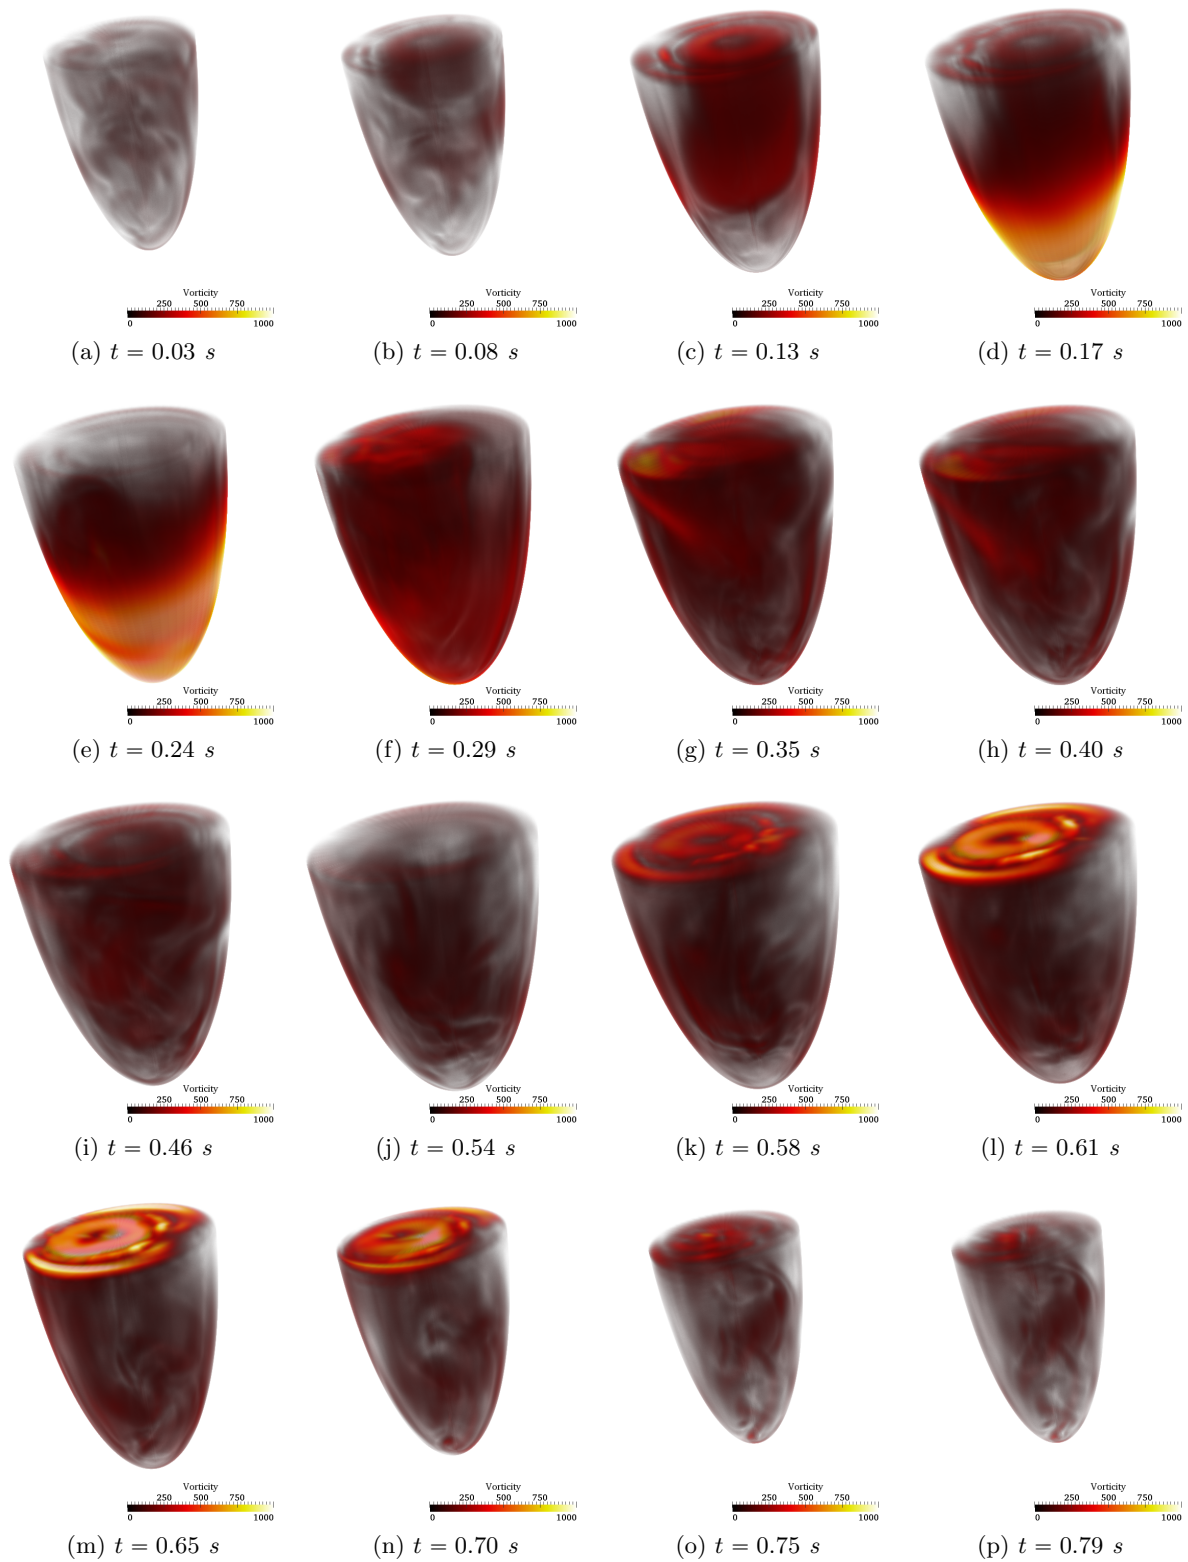 Vorticity Vorticity Vorticity Vorticity
250 500 750 250 500 750 250 500 750 250 500 750
0 1000 0 1000 0 1000 0 1000
(a) t = 0.03 s (b) t = 0.08 s (c) t = 0.13 s (d) t = 0.17 s
Vorticity Vorticity Vorticity Vorticity
250 500 750 250 500 750 250 500 750 250 500 750
0 1000 0 1000 0 1000 0 1000
(e) t = 0.24 s (f) t = 0.29 s (g) t = 0.35 s (h) t = 0.40 s
Vorticity Vorticity Vorticity Vorticity
250 500 750 250 500 750 250 500 750 250 500 750
0 1000 0 1000 0 1000 0 1000
(i) t = 0.46 s (j) t = 0.54 s (k) t = 0.58 s (l) t = 0.61 s
Vorticity Vorticity Vorticity Vorticity
250 500 750 250 500 750 250 500 750 250 500 750
0 1000 0 1000 0 1000 0 1000
(m) t = 0.65 s (n) t = 0.70 s (o) t = 0.75 s (p) t = 0.79 s